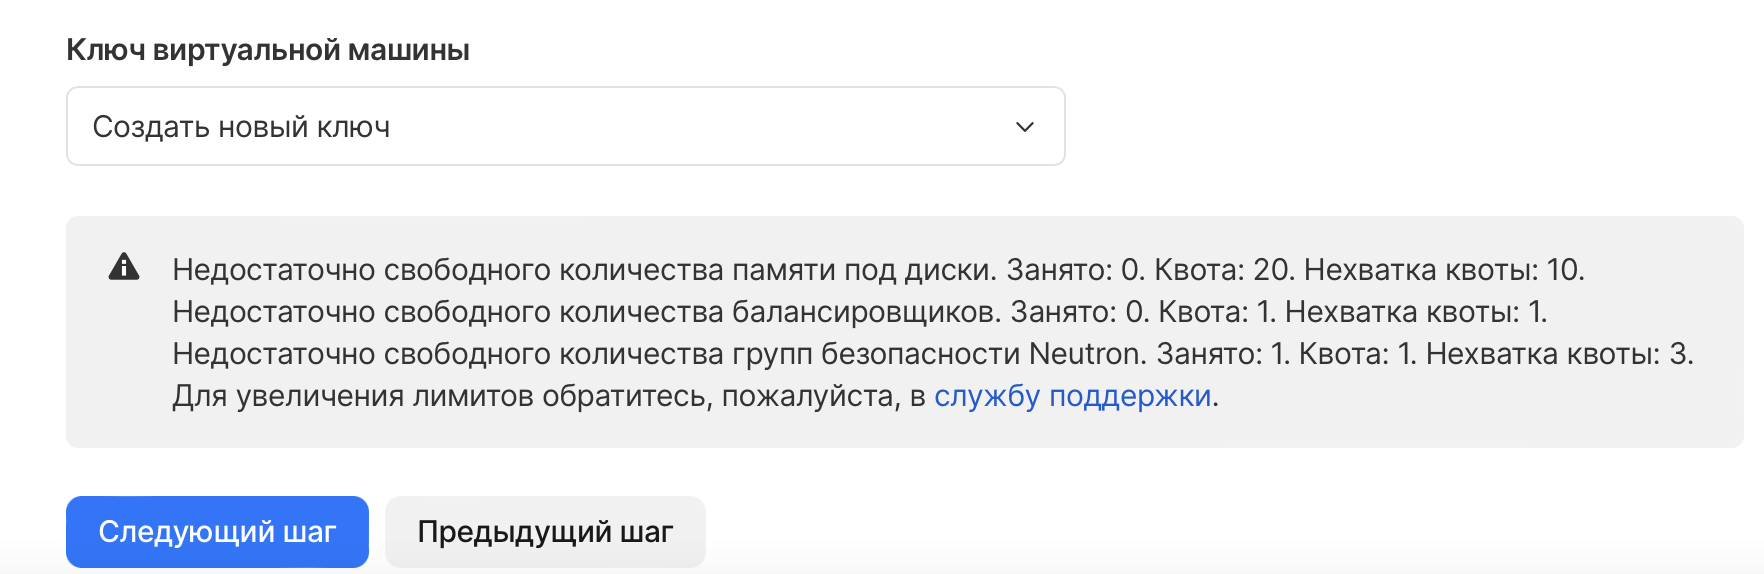 Ключ виртуальной машины
Создать новый ключ
Недостаточно свободного количества памяти под диски. Занято: 0. Квота: 20. Нехватка квоты: 10.
Недостаточно свободного количества балансировщиков. Занято: 0. Квота: 1. Нехватка квоты: 1.
Недостаточно свободного количества групп безопасности Neutron. Занято: 1. Квота: 1. Нехватка квоты: 3.
Для увеличения лимитов обратитесь, пожалуйста, в службу поддержки.
Следующий шаг
Предыдущий шаг